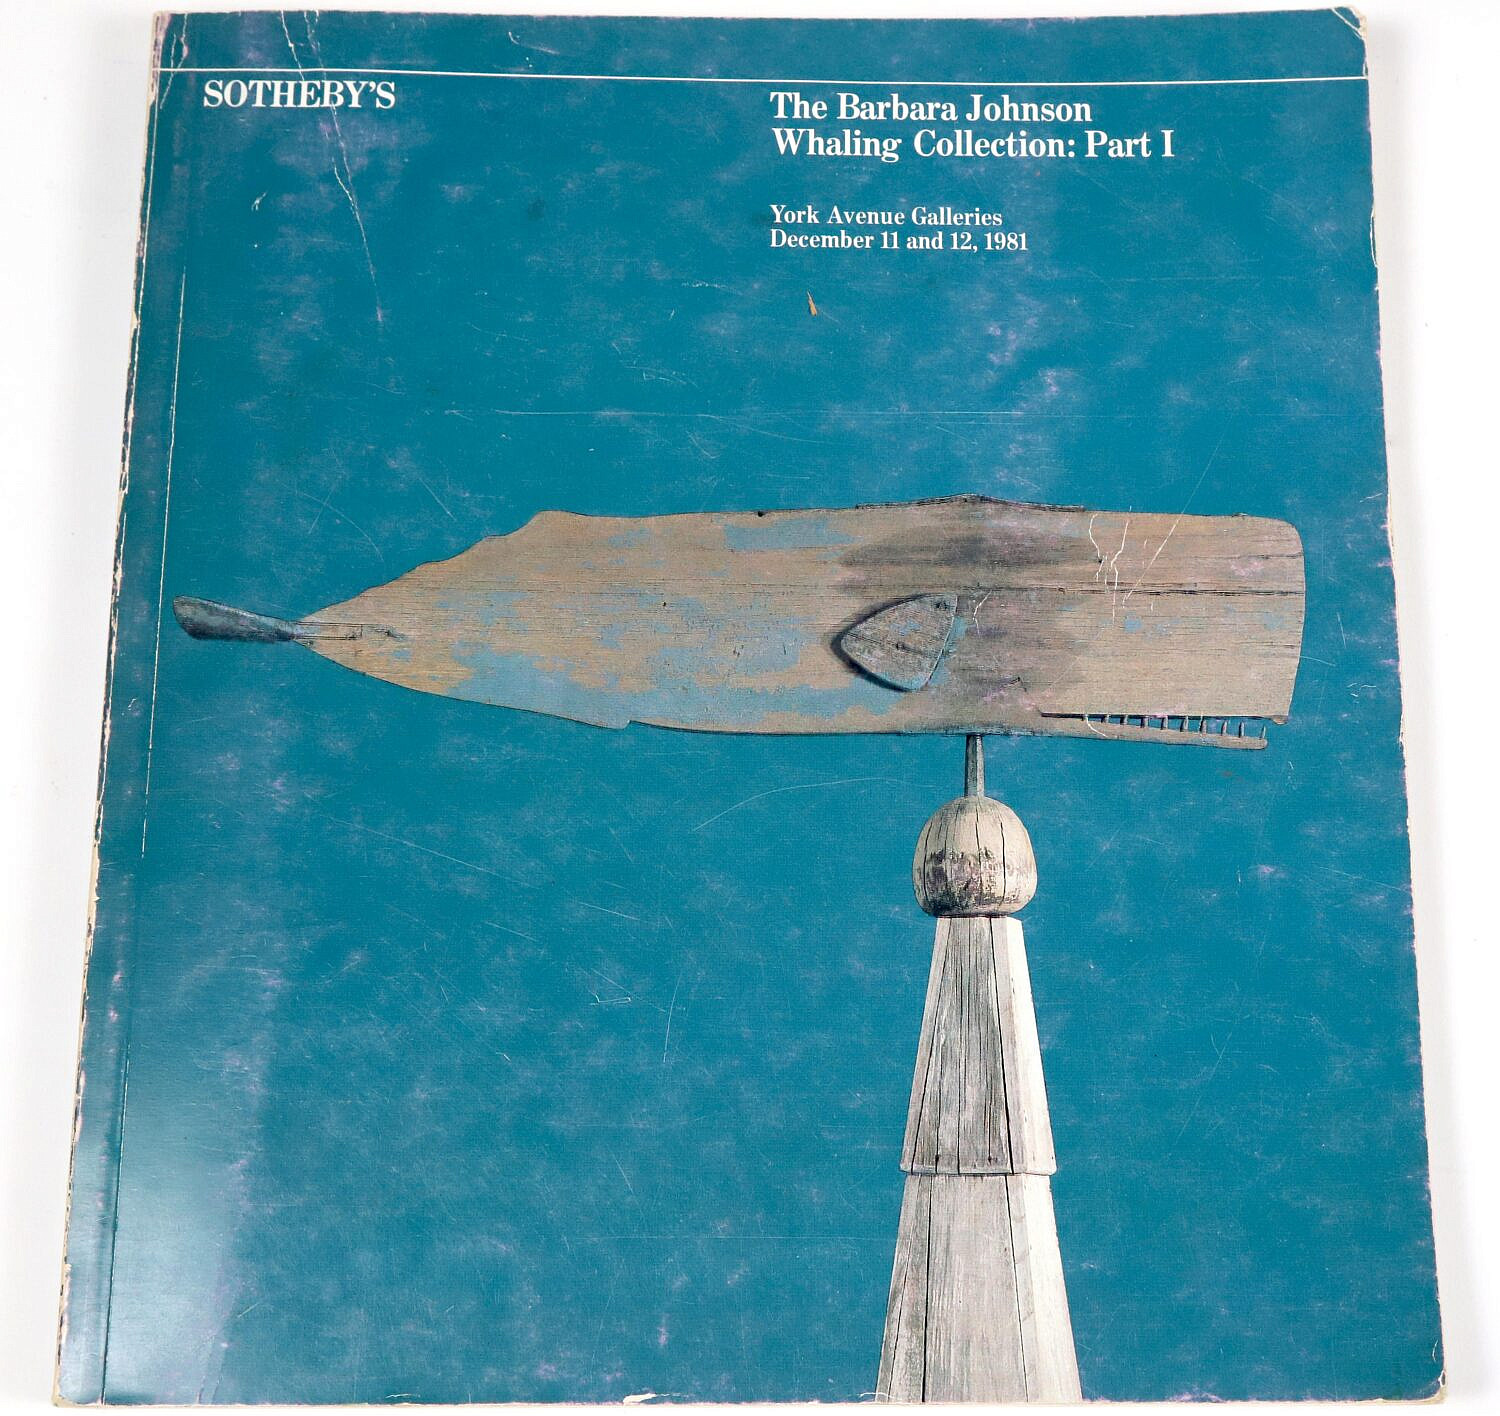 SOTHEBY'S
The Barbara Johnson
Whaling Collection: Part I
York Avenue Galleries
December 11 and 12, 1981